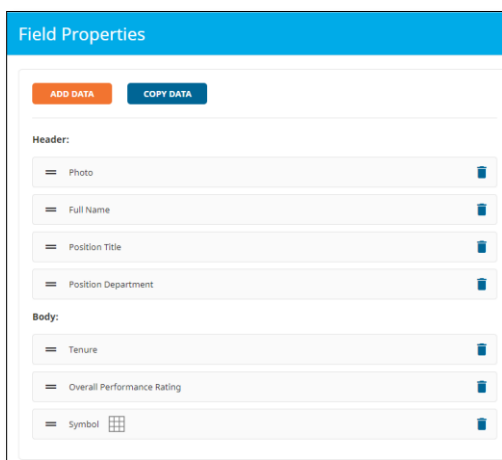 Field Properties
ADD DATA COPY DATA
Header:
Photo
Full Name
Position Title
Position Department
Body:
Tenure
Overall Performance Rating
Symbol